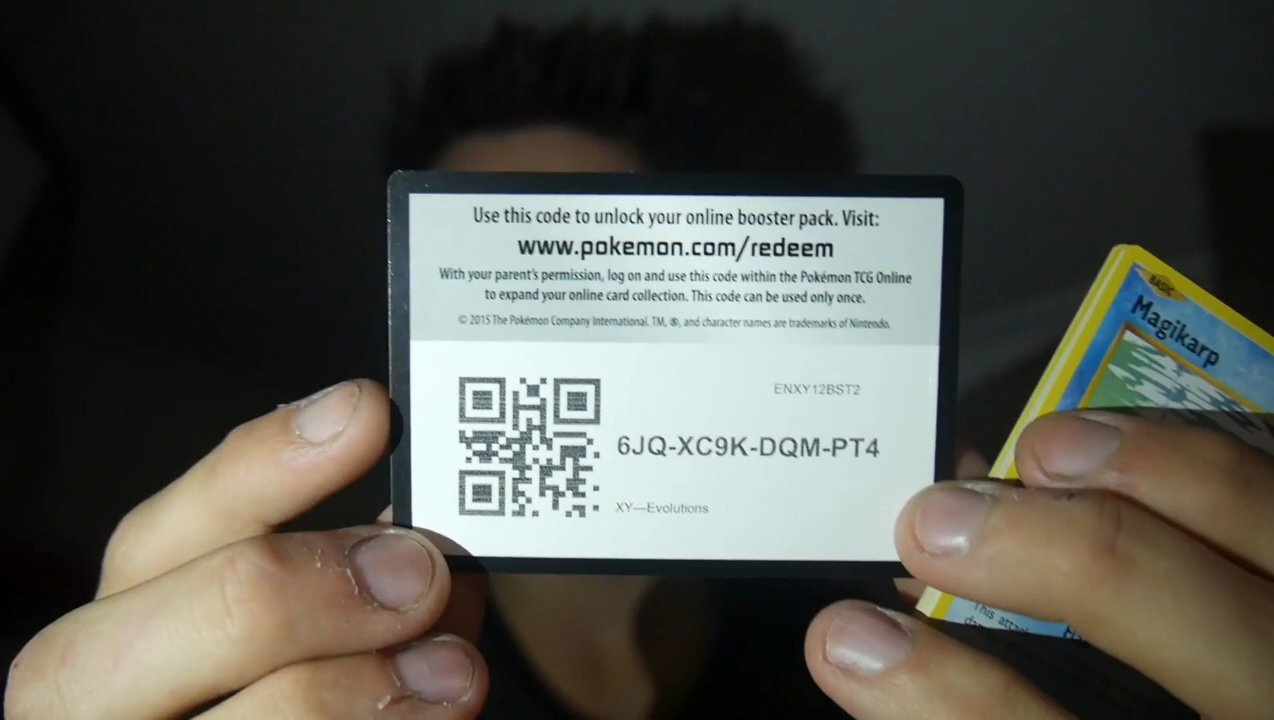 Use this code to unlock your online booster pack. Visit:
www.pokemon.com/redeem
With your parent's permission, log on and use this code within the Pokémon TCG Online
to expand your online card collection. This code can be used only once.
© 2015 The Pokémon Company International, TM, ®, and character names are trademarks of Nintendo.
ENXY12BST2
6JQ-XC9K-DQM-PT4
XY—Evolutions
BASIC
Magikarp
This